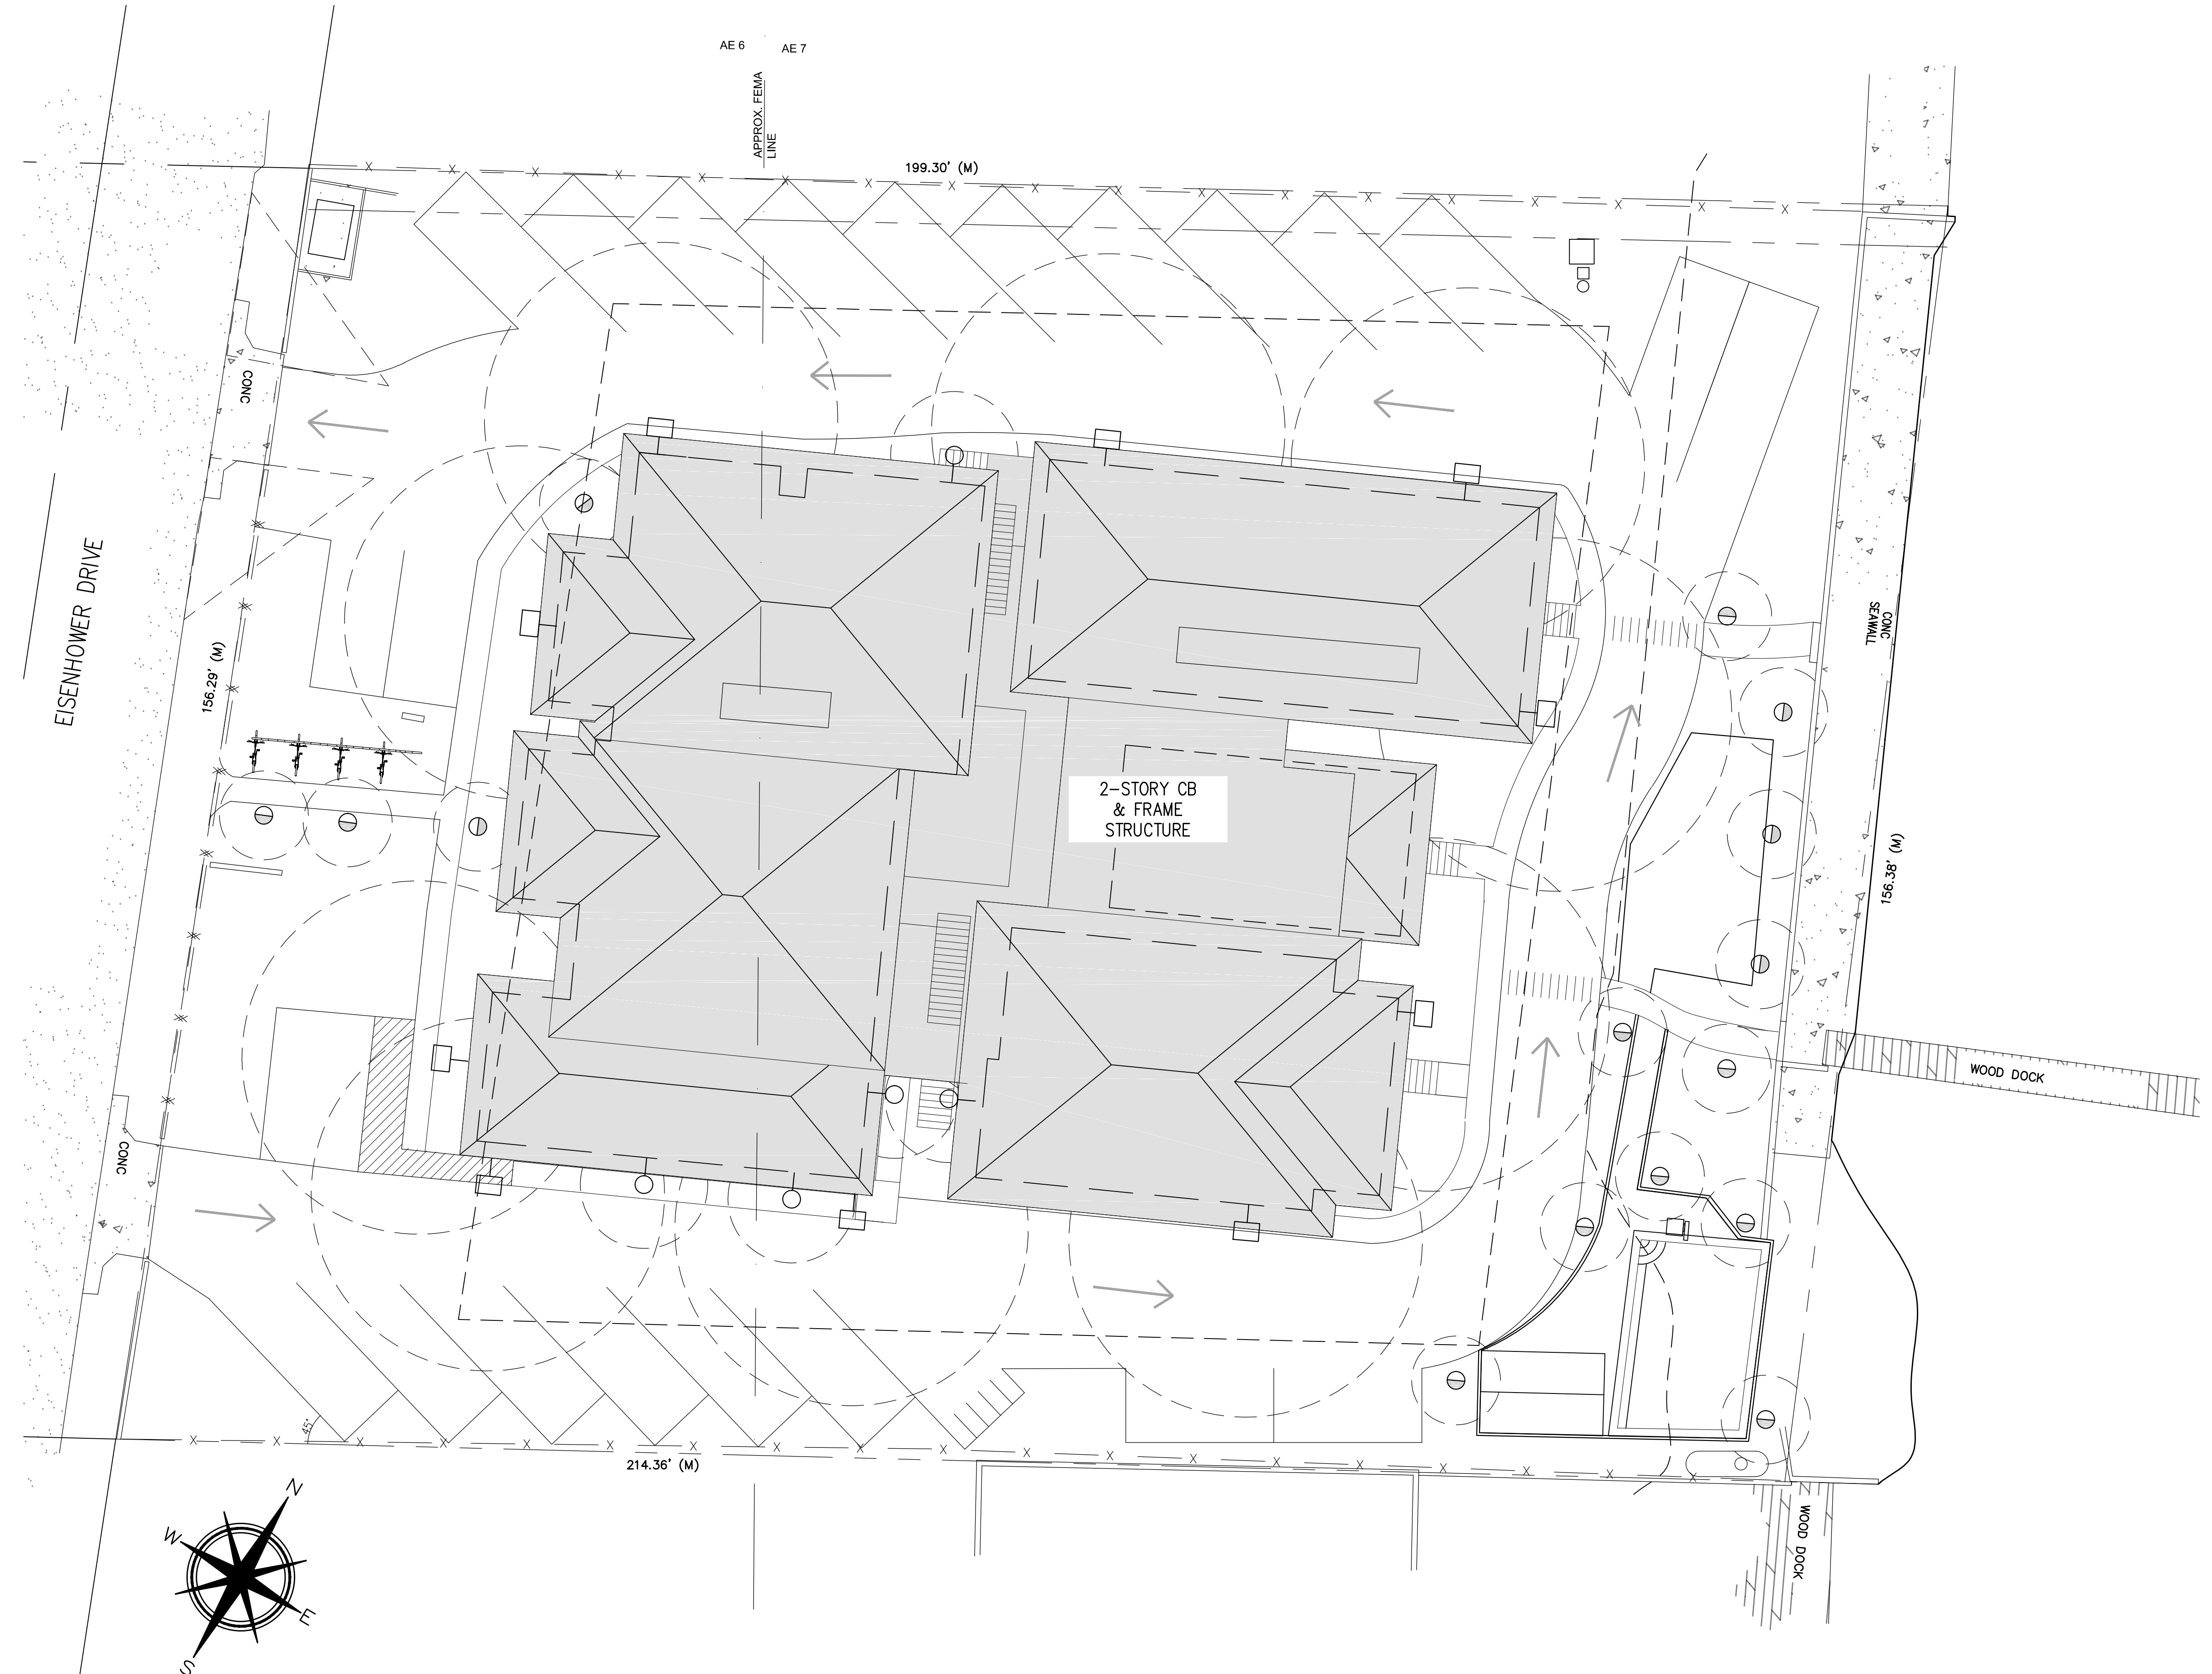 AE 6
AE 7
APPROX. FEMA
LINE
199.30' (M)
CONC
EISENHOWER DRIVE
156.29' (M)
CONC
SEAWALL
2-STORY CB
& FRAME
STRUCTURE
156.38' (M)
WOOD DOCK
CONC
45°
214.36' (M)
WOOD DOCK
N
W
E
S